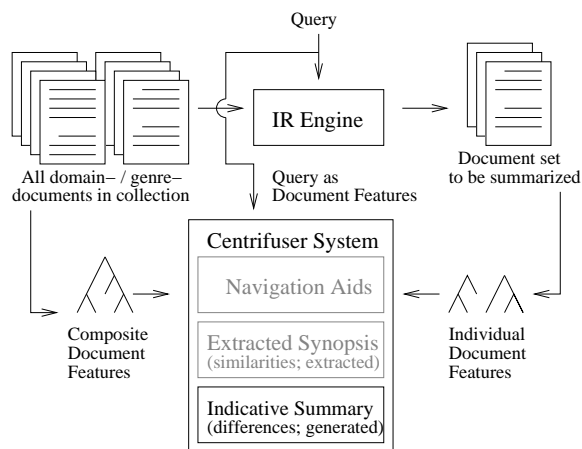 Query
IR Engine
All domain– / genre–
documents in collection
Query as
Document Features
Document set
to be summarized
Centrifuser System
Navigation Aids
Extracted Synopsis
(similarities; extracted)
Indicative Summary
(differences; generated)
Composite
Document
Features
Individual
Document
Features